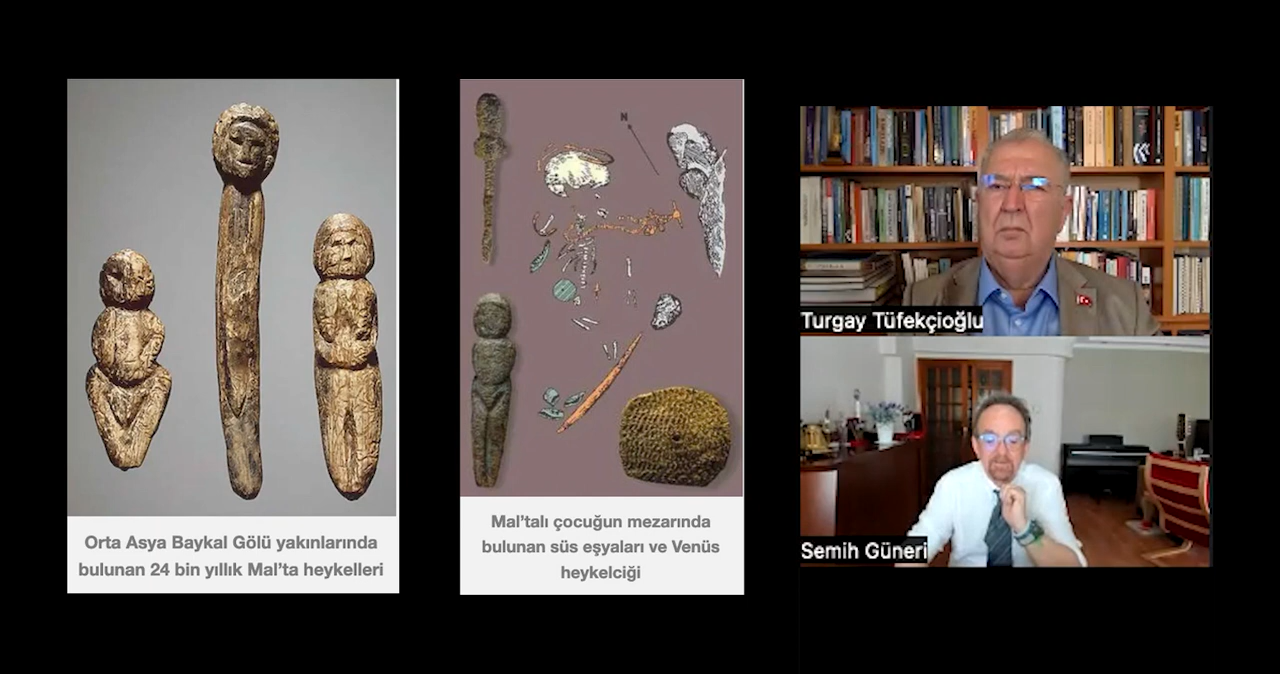 Orta Asya Baykal Gölü yakınlarında
bulunan 24 bin yıllık Mal’ta heykelleri
N
Mal’talı çocuğun mezarında
bulunan süs eşyaları ve Venüs
heykelciği
Turgay Tüfekçioğlu
Semih Güneri